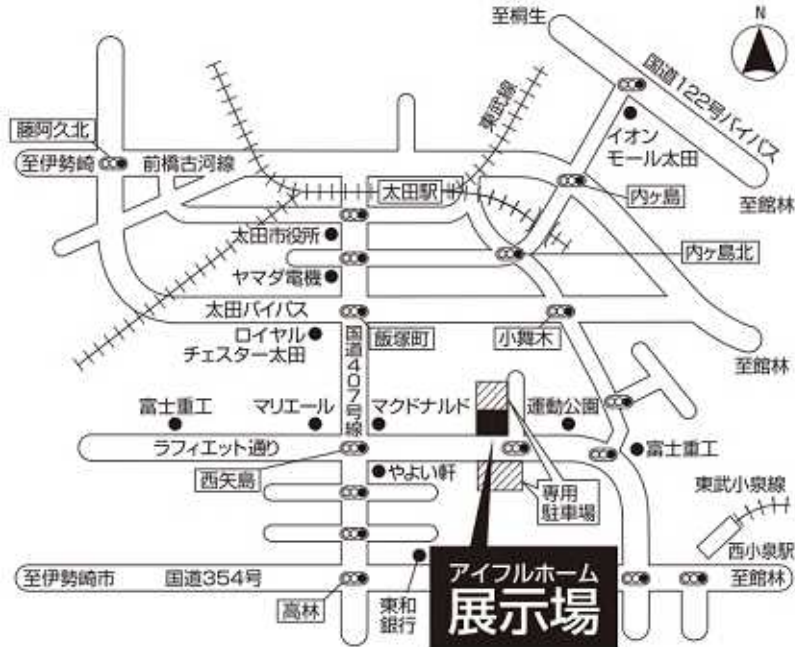 至桐生
N
国道122号バイパス
東武線
藤阿久北
至伊勢崎
前橋古河線
イオン
モール太田
太田駅
内ヶ島
至館林
太田市役所
内ヶ島北
ヤマダ電機
太田バイパス
飯塚町
小舞木
ロイヤル
チェスター太田
国道407号線
至館林
富士重工
マリエール
マクドナルド
運動公園
ラフィエット通り
富士重工
西矢島
やよい軒
専用
駐車場
東武小泉線
西小泉駅
至伊勢崎市
国道354号
至館林
高林
東和
銀行
アイフルホーム
展示場